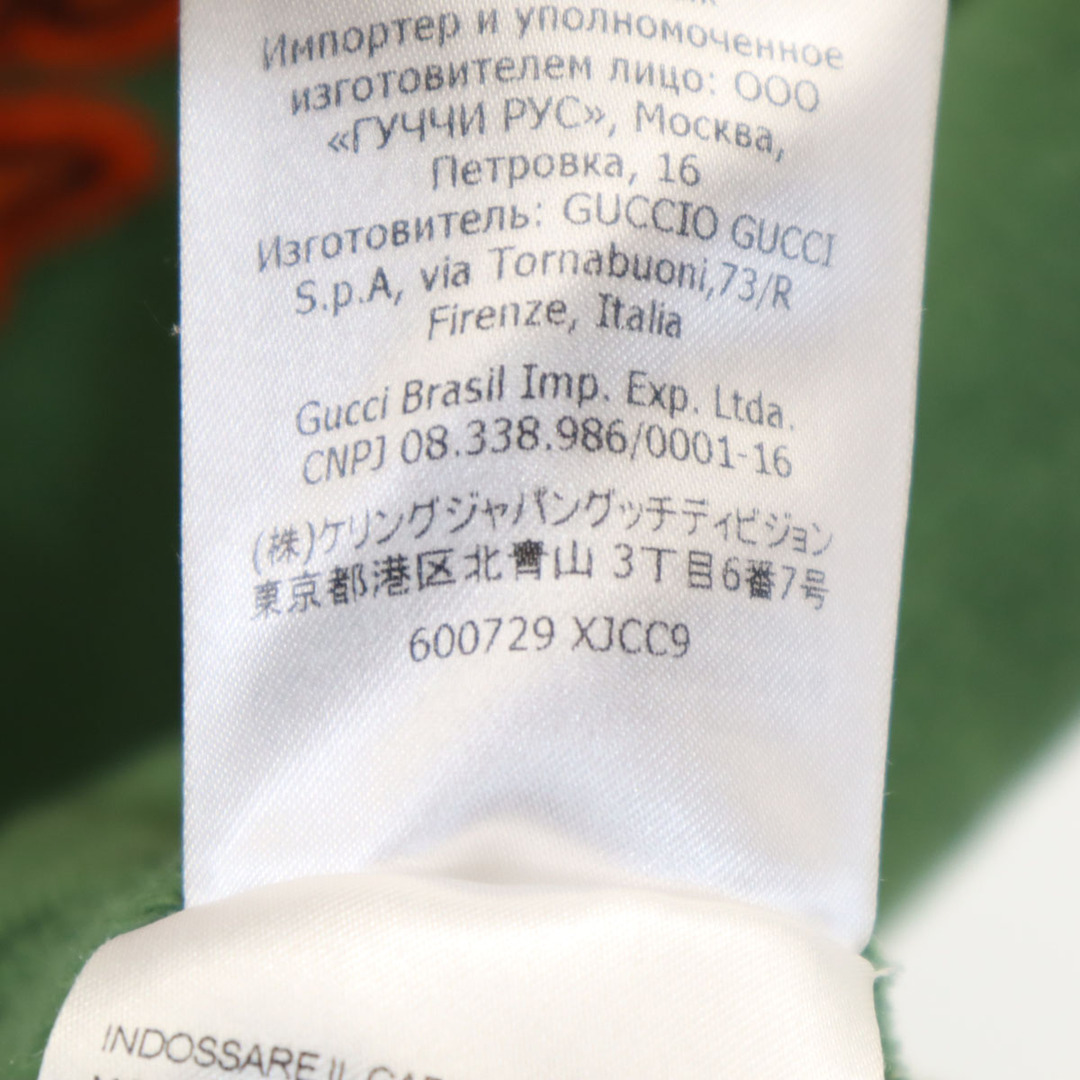 Импортер и уполномоченное
изготовителем лицо: ООО
«ГУЧЧИ РУС», Москва,
Петровка, 16
Изготовитель: GUCCIO GUCCI
S.p.A, via Tornabuoni,73/R
Firenze, Italia
Gucci Brasil Imp. Exp. Ltda.
CNPJ 08.338.986/0001-16
(株)ケリングジャパングッチディビジョン
東京都港区北青山 3丁目6番7号
600729 XJCC9
INDOSSARE IL